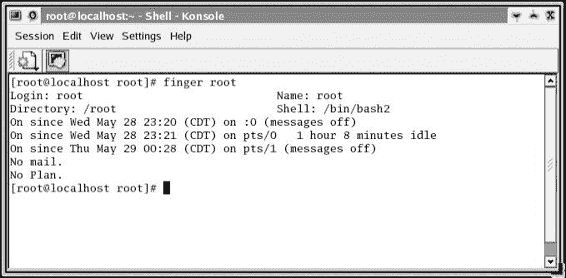 root@localhost:~ - Shell - Konsole
Session Edit View Settings Help
[root@localhost root]# finger root
Login: root Name: root
Directory: /root Shell: /bin/bash2
On since Wed May 28 23:20 (CDT) on :0 (messages off)
On since Wed May 28 23:21 (CDT) on pts/0 1 hour 8 minutes idle
On since Thu May 29 00:28 (CDT) on pts/1 (messages off)
No mail.
No Plan.
[root@localhost root]#